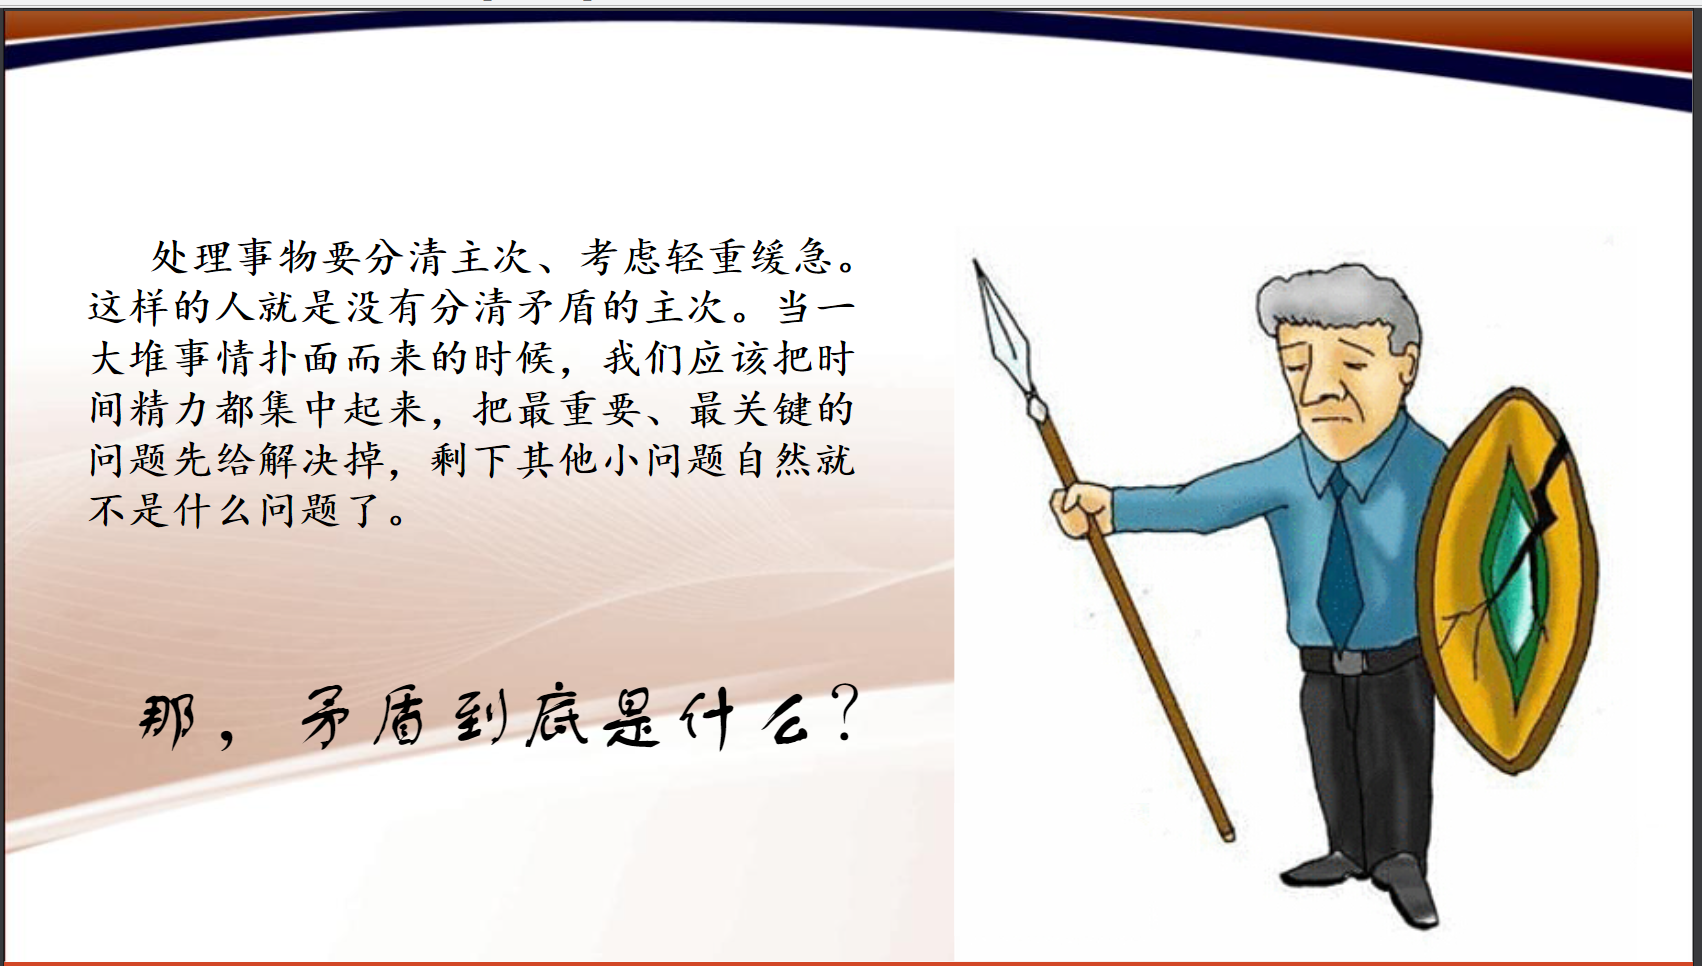 处理事物要分清主次、考虑轻重缓急。
这样的人就是没有分清矛盾的主次。当一
大堆事情扑面而来的时候，我们应该把时
间精力都集中起来，把最重要、最关键的
问题先给解决掉，剩下其他小问题自然就
不是什么问题了。
那，矛盾到底是什么？